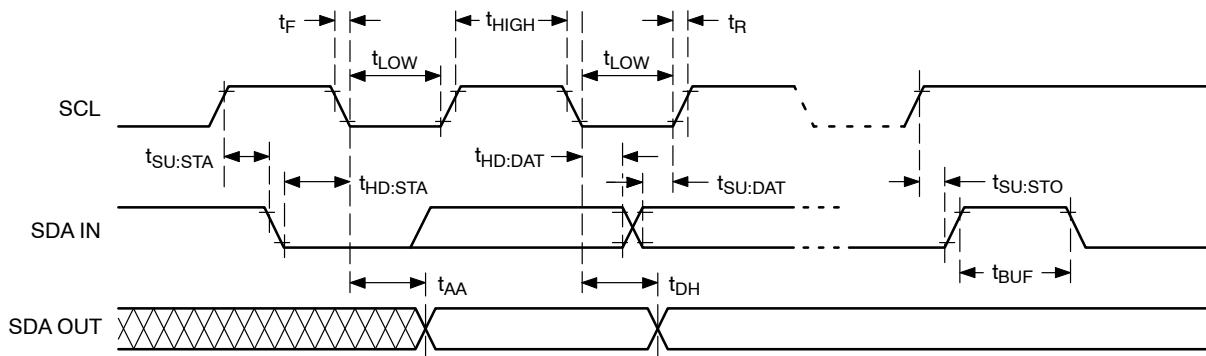 tF
tHIGH
tR
tLOW
tLOW
SCL
tSU:STA
tHD:STA
tHD:DAT
tSU:DAT
tSU:STO
SDA IN
tBUF
tAA
tDH
SDA OUT